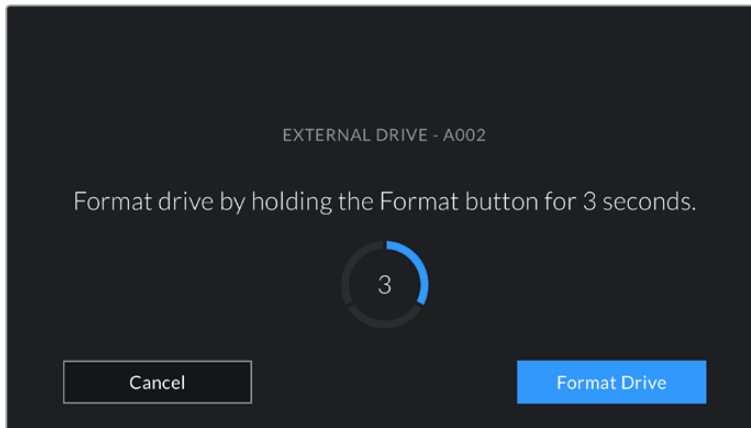 EXTERNAL DRIVE - A002
Format drive by holding the Format button for 3 seconds.
3
Cancel
Format Drive